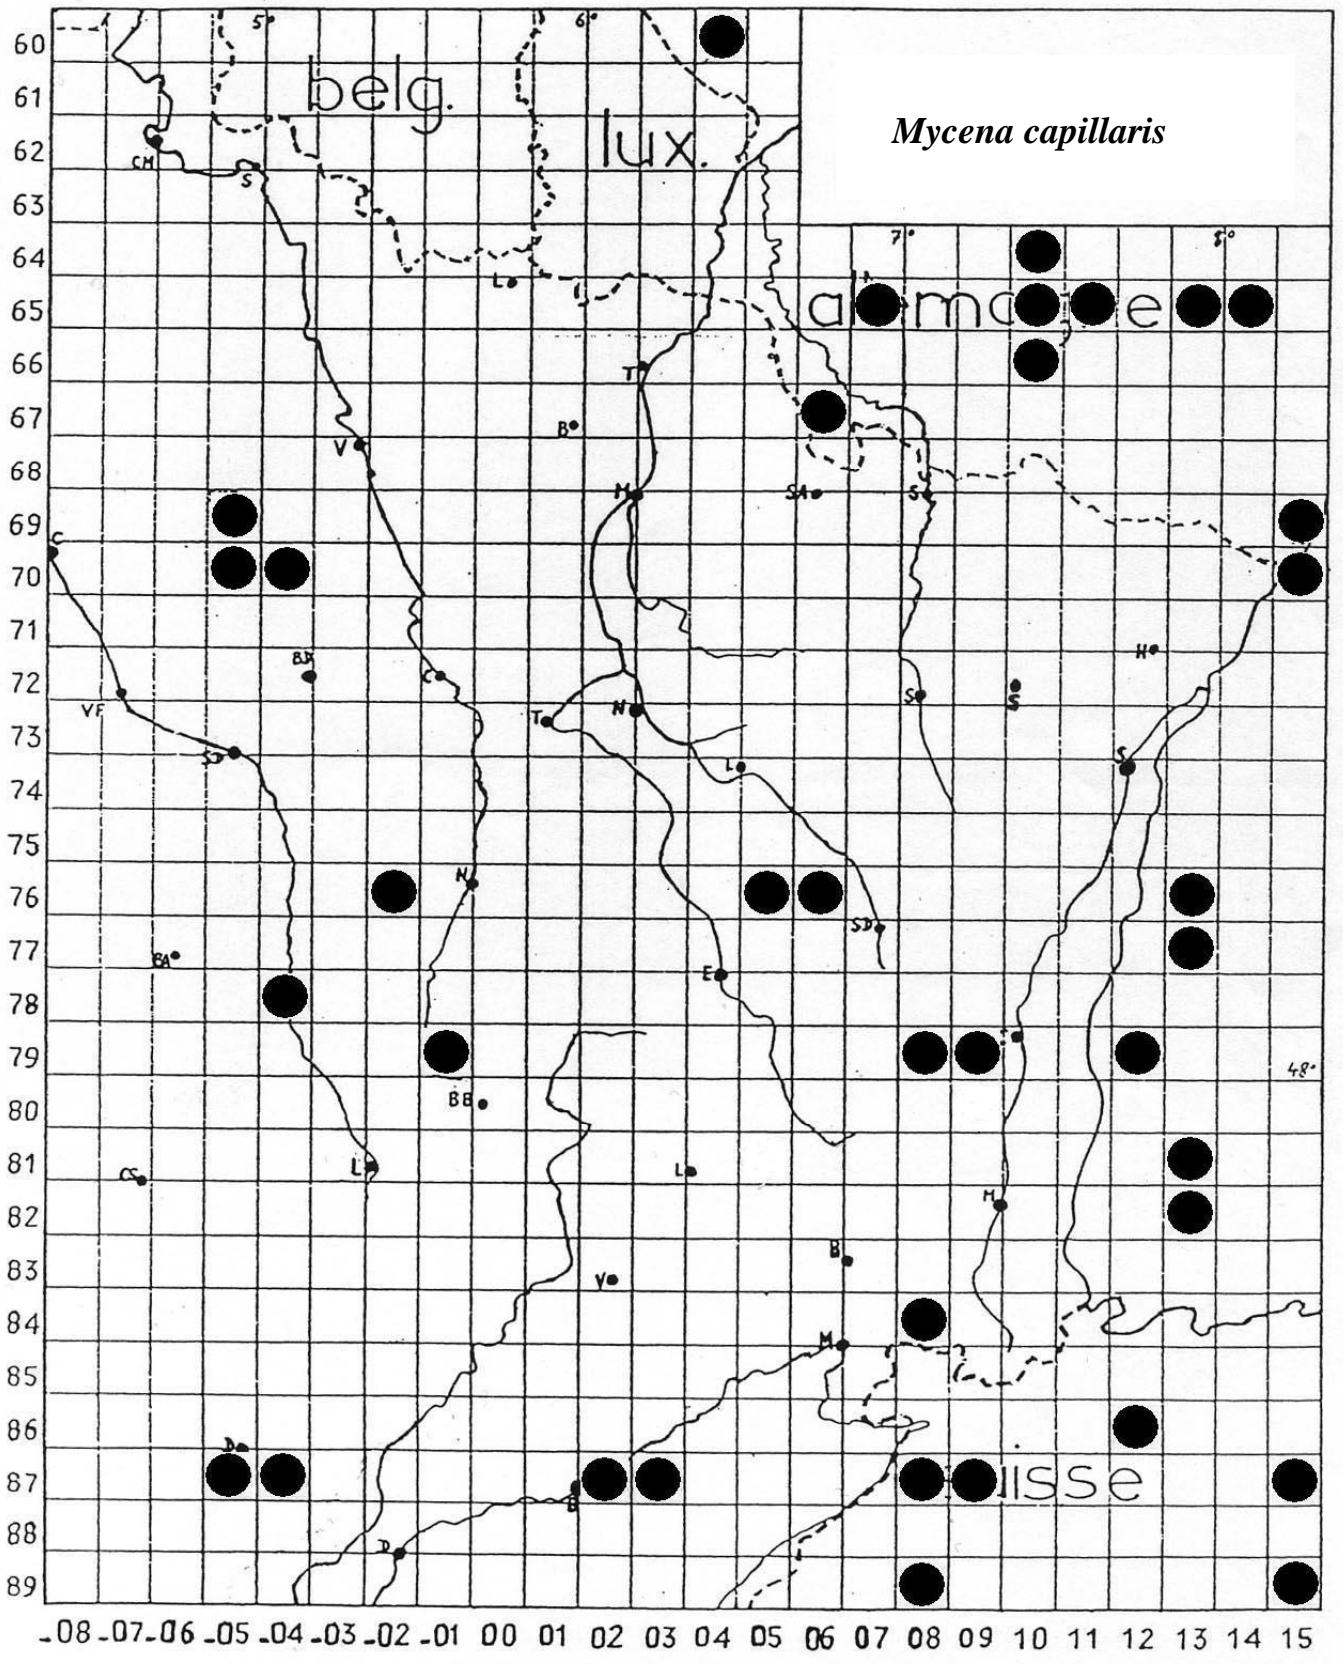 60 5° 6°
belg.
61
lux.
Mycena capillaris
62 CM
S
63
7° 8°
64 L
65 a m e
66 T
67 B
V
68 M SA S
69
C
70
71 H
BD
72 C S S
VF T N
73 SD L S
74
75
76 N
SD
77 BA E
78
79 48°
80 BB
81 CS L L
82 M
83 B
V
84 M
85
86 D
87 isse
B
88 D
89
-08 -07 -06 -05 -04 -03 -02 -01 00 01 02 03 04 05 06 07 08 09 10 11 12 13 14 15